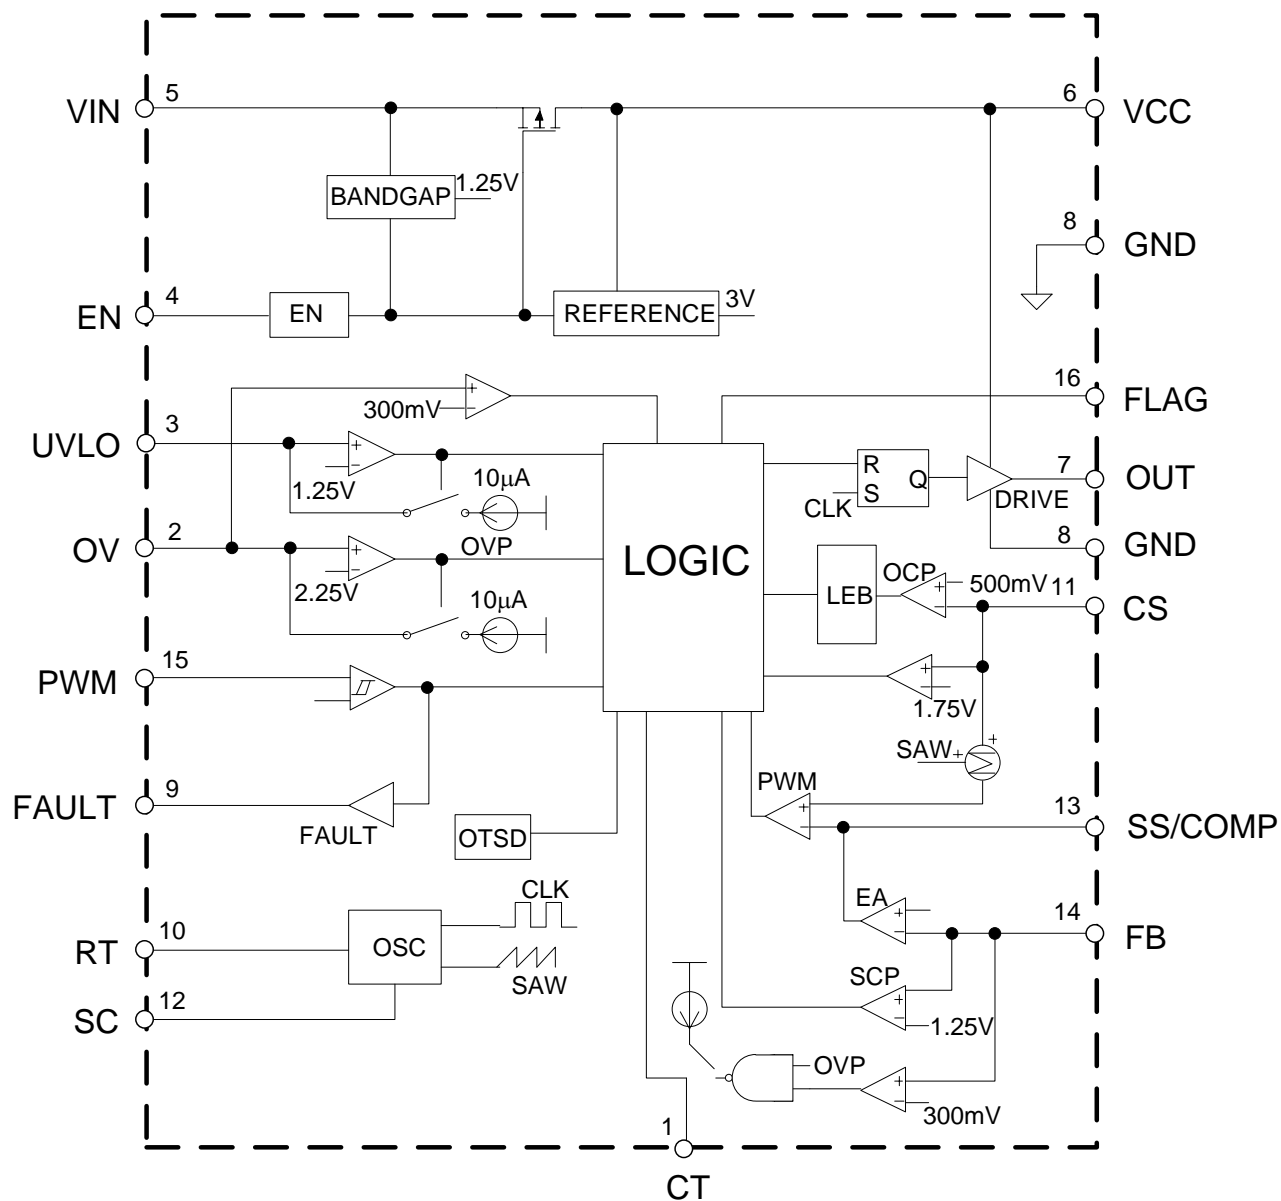 VIN 5 6 VCC
BANDGAP 1.25V
8 GND
4 EN EN REFERENCE 3V
+
−
300mV
16 FLAG
UVLO 3
+
−
1.25V
10μA
R
S
Q
CLK
DRIVE
7 OUT
OV 2
+
−
2.25V
OVP
LOGIC
8 GND
LEB
OCP
+
−
500mV
11 CS
10μA
PWM 15
+
−
1.75V
SAW
+
+
Σ
FAULT 9
FAULT
OTSD
PWM
+
−
13 SS/COMP
CLK
RT 10
OSC
SAW
SC 12
EA
+
−
14 FB
SCP
+
−
1.25V
OVP
+
−
300mV
1
CT